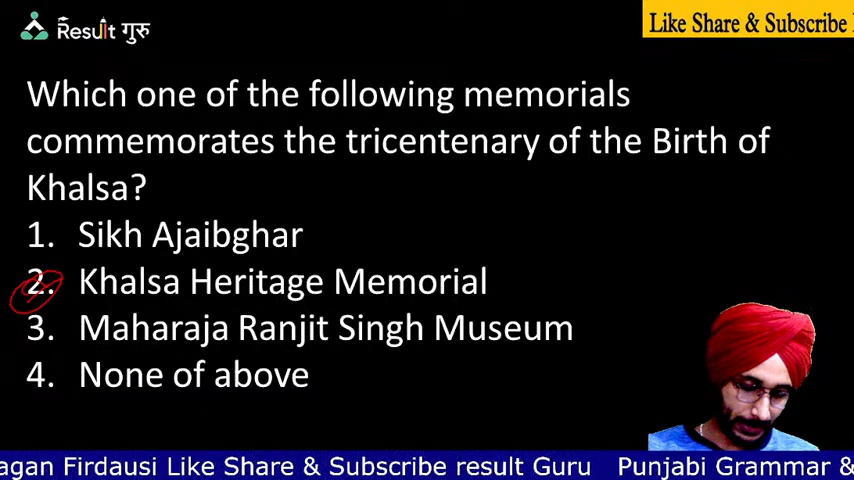 Result गुरु
Like Share & Subscribe
Which one of the following memorials
commemorates the tricentenary of the Birth of
Khalsa?
1. Sikh Ajaibghar
2. Khalsa Heritage Memorial
3. Maharaja Ranjit Singh Museum
4. None of above
agan Firdausi Like Share & Subscribe result Guru Punjabi Grammar &